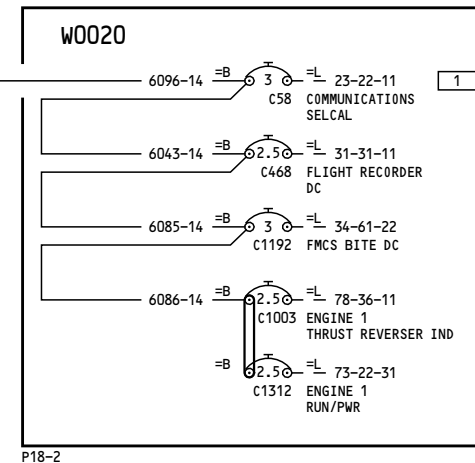 W0020
6096-14 =B 3 =L 23-22-11 1
C58 COMMUNICATIONS
SELCAL
6043-14 =B 2.5 =L 31-31-11
C468 FLIGHT RECORDER
DC
6085-14 =B 3 =L 34-61-22
C1192 FMCS BITE DC
6086-14 =B 2.5 =L 78-36-11
C1003 ENGINE 1
THRUST REVERSER IND
=B 2.5 =L 73-22-31
C1312 ENGINE 1
RUN/PWR
P18-2